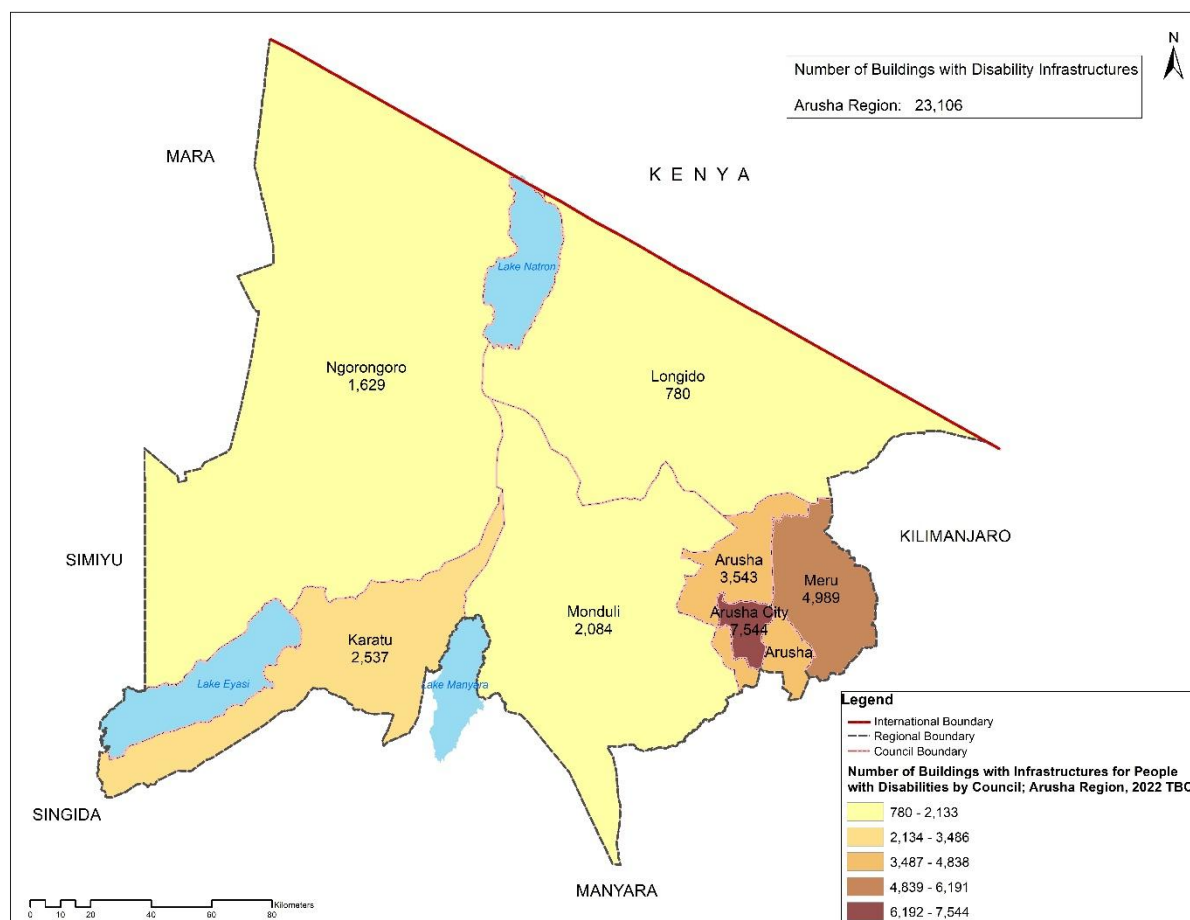 N
Number of Buildings with Disability Infrastructures
Arusha Region: 23,106
MARA
KENYA
Lake Natron
Ngorongoro
1,629
Longido
780
KILIMANJARO
SIMIYU
Arusha
3,543
Meru
4,989
Arusha City
7,544
Monduli
2,084
Karatu
2,537
Arusha
Lake Eyasi
Lake Manyara
SINGIDA
MANYARA
Legend
International Boundary
Regional Boundary
Council Boundary
Number of Buildings with Infrastructures for People
with Disabilities by Council; Arusha Region, 2022 TBC
780 - 2,133
2,134 - 3,486
3,487 - 4,838
4,839 - 6,191
6,192 - 7,544
Kilometers
0 5 10 20 40 60 80